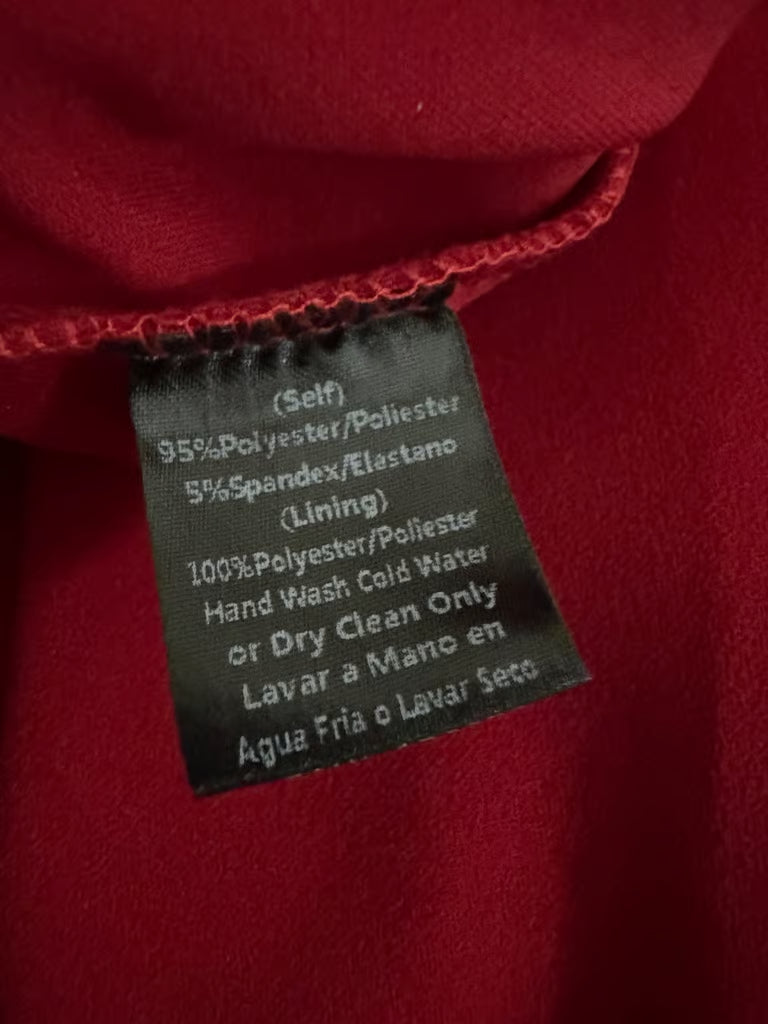 (Self)
95%Polyester/Poliester
5%Spandex/Elastano
(Lining)
100%Polyester/Poliester
Hand Wash Cold Water
or Dry Clean Only
Lavar a Mano en
Agua Fria o Lavar Seco